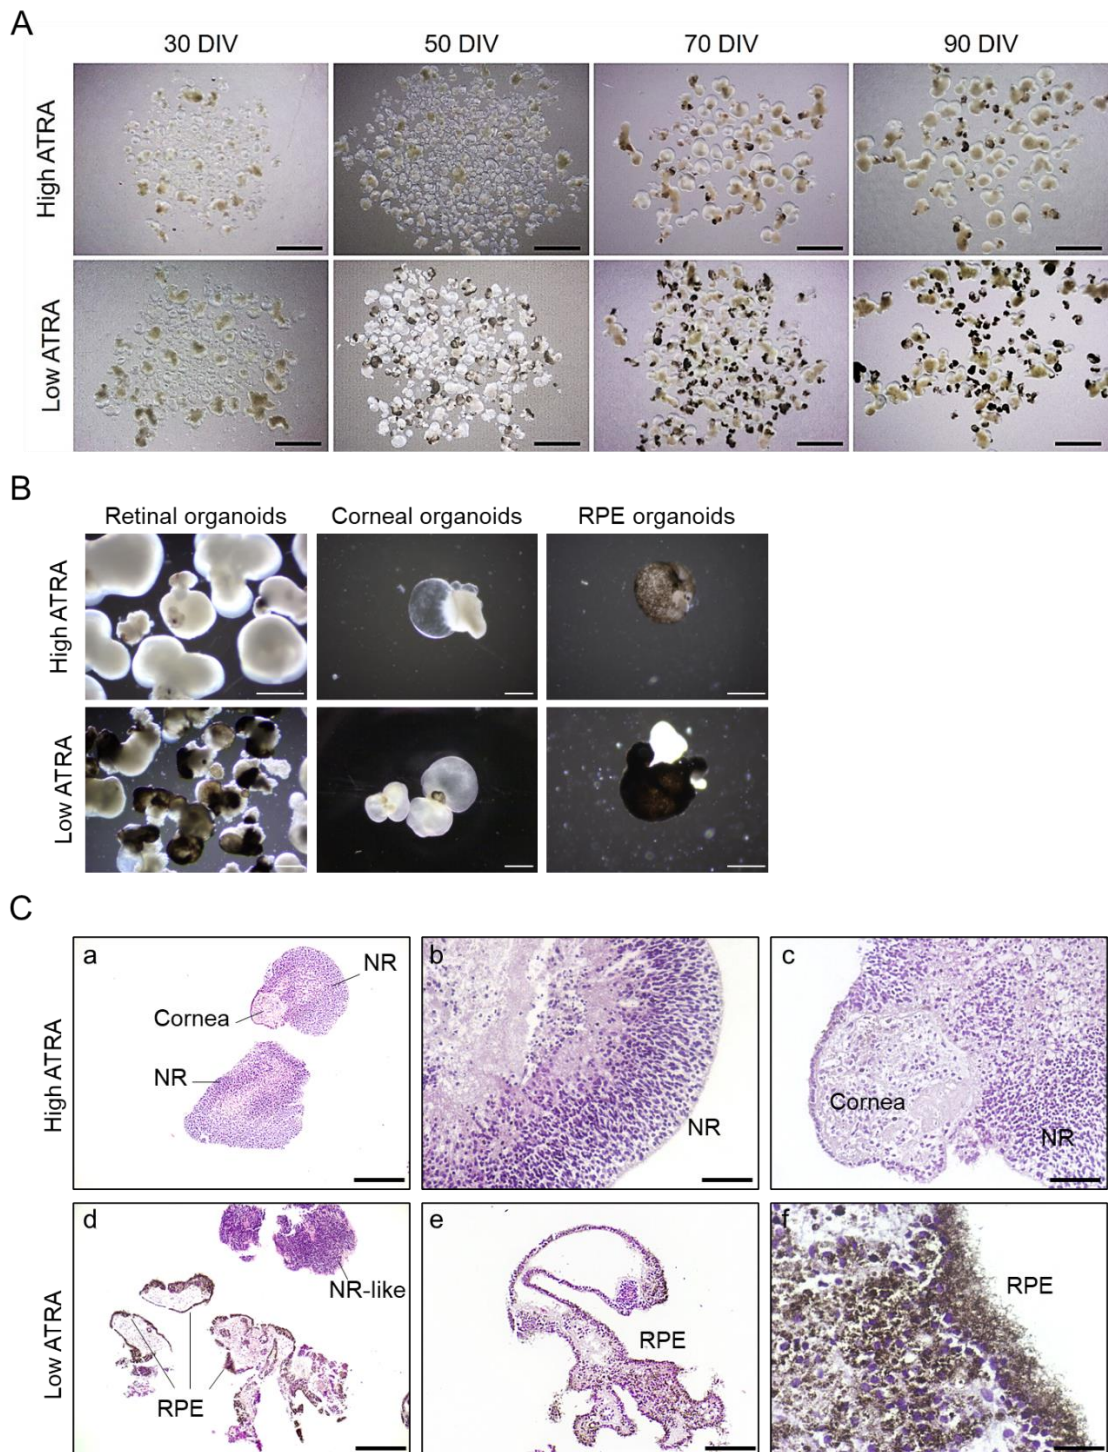 A
30 DIV 50 DIV 70 DIV 90 DIV
High ATRA
Low ATRA
B
Retinal organoids Corneal organoids RPE organoids
High ATRA
Low ATRA
C
High ATRA
a
NR
Cornea
NR
b
NR
c
Cornea
NR
Low ATRA
d
NR-like
RPE
e
RPE
f
RPE